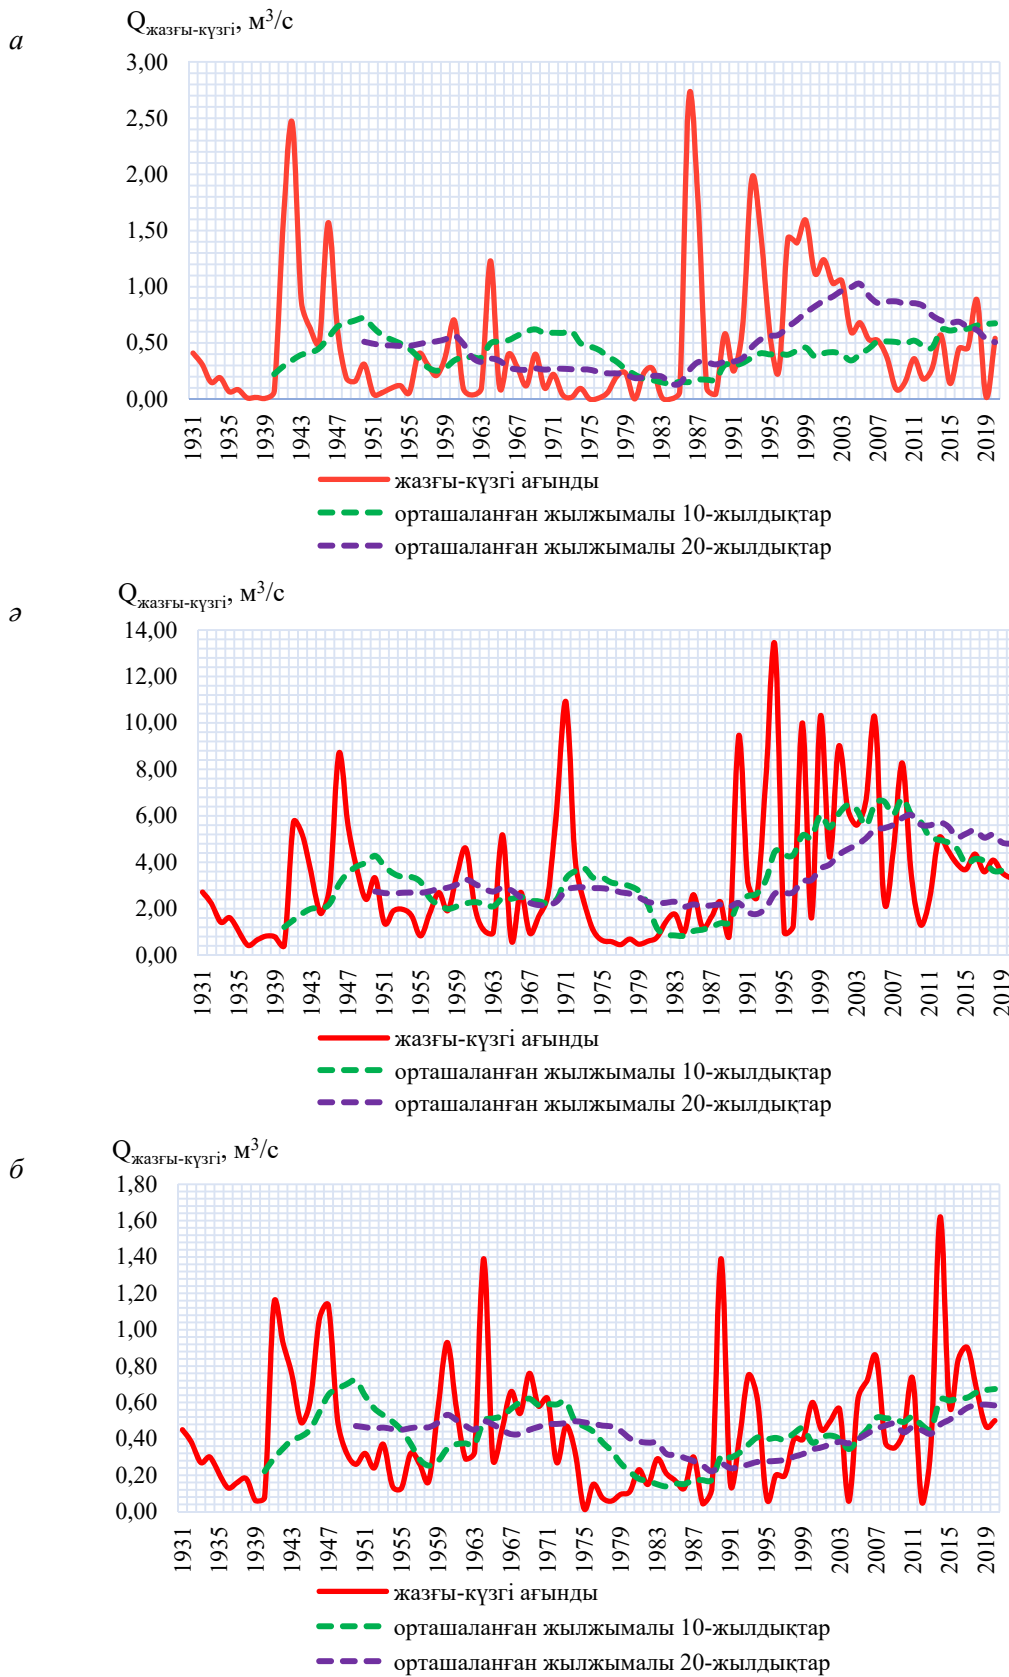 а
Qжазғы-күзгі, м³/с
3,00
2,50
2,00
1,50
1,00
0,50
0,00
1931 1935 1939 1943 1947 1951 1955 1959 1963 1967 1971 1975 1979 1983 1987 1991 1995 1999 2003 2007 2011 2015 2019
жазғы-күзгі ағынды
орташаланған жылжымалы 10-жылдықтар
орташаланған жылжымалы 20-жылдықтар
ә
Qжазғы-күзгі, м³/с
14,00
12,00
10,00
8,00
6,00
4,00
2,00
0,00
1931 1935 1939 1943 1947 1951 1955 1959 1963 1967 1971 1975 1979 1983 1987 1991 1995 1999 2003 2007 2011 2015 2019
жазғы-күзгі ағынды
орташаланған жылжымалы 10-жылдықтар
орташаланған жылжымалы 20-жылдықтар
б
Qжазғы-күзгі, м³/с
1,80
1,60
1,40
1,20
1,00
0,80
0,60
0,40
0,20
0,00
1931 1935 1939 1943 1947 1951 1955 1959 1963 1967 1971 1975 1979 1983 1987 1991 1995 1999 2003 2007 2011 2015 2019
жазғы-күзгі ағынды
орташаланған жылжымалы 10-жылдықтар
орташаланған жылжымалы 20-жылдықтар